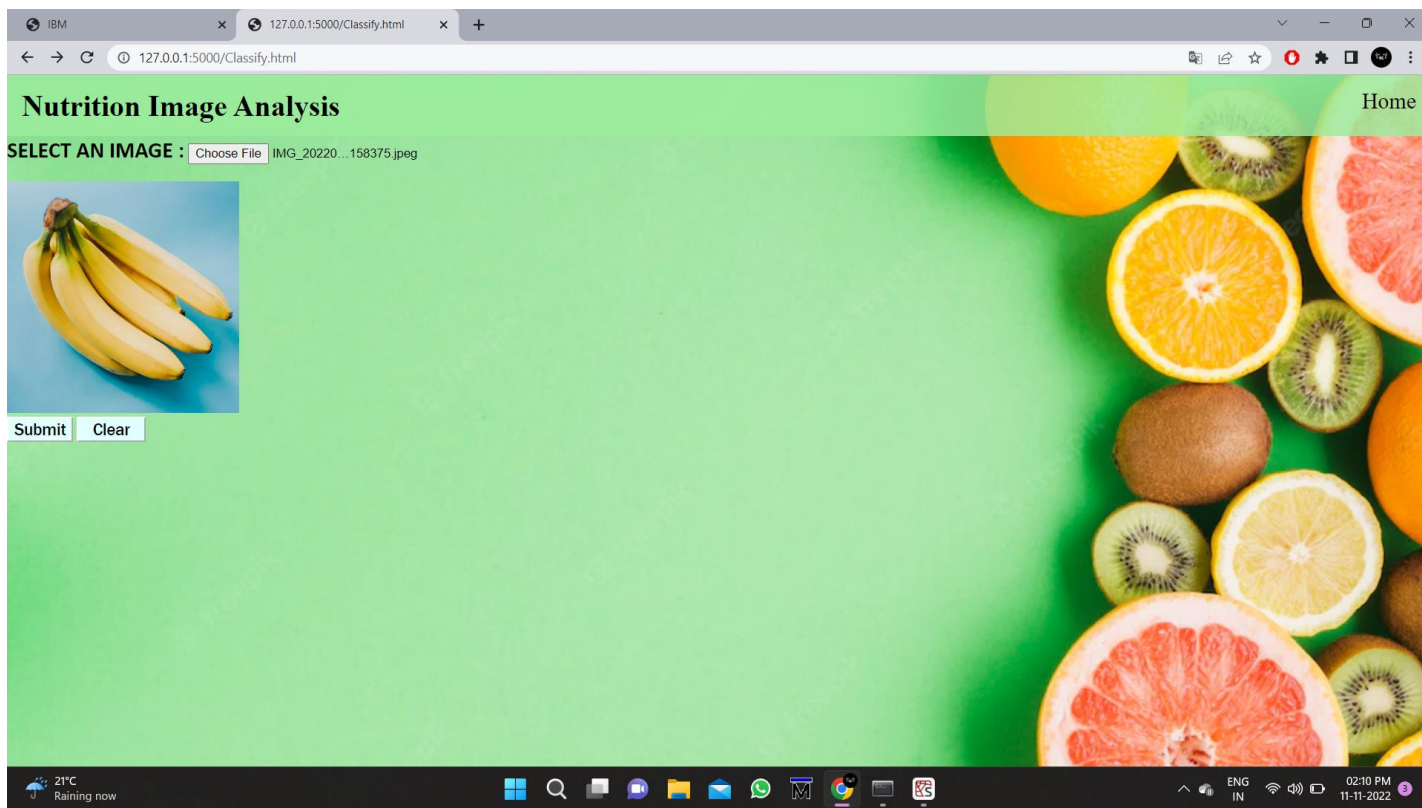 IBM
127.0.0.1:5000/Classify.html
127.0.0.1:5000/Classify.html
Nutrition Image Analysis
Home
SELECT AN IMAGE : Choose File IMG_20220...158375.jpeg
Submit Clear
21°C
Raining now
ENG
IN
02:10 PM
11-11-2022
3